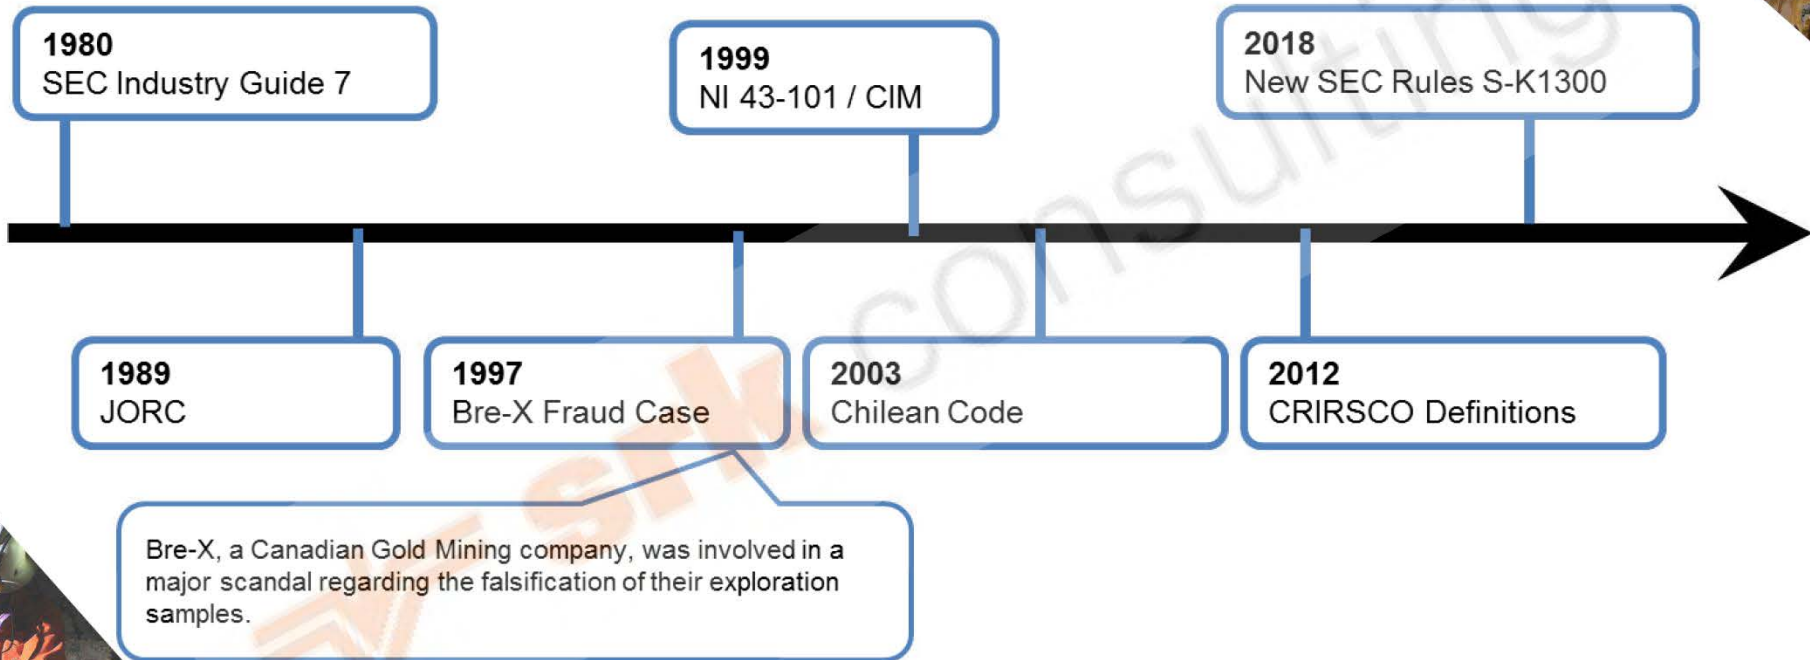 1980
SEC Industry Guide 7
1999
NI 43-101 / CIM
2018
New SEC Rules S-K1300
1989
JORC
1997
Bre-X Fraud Case
2003
Chilean Code
2012
CRIRSCO Definitions
Bre-X, a Canadian Gold Mining company, was involved in a
major scandal regarding the falsification of their exploration
samples.
srk consulting